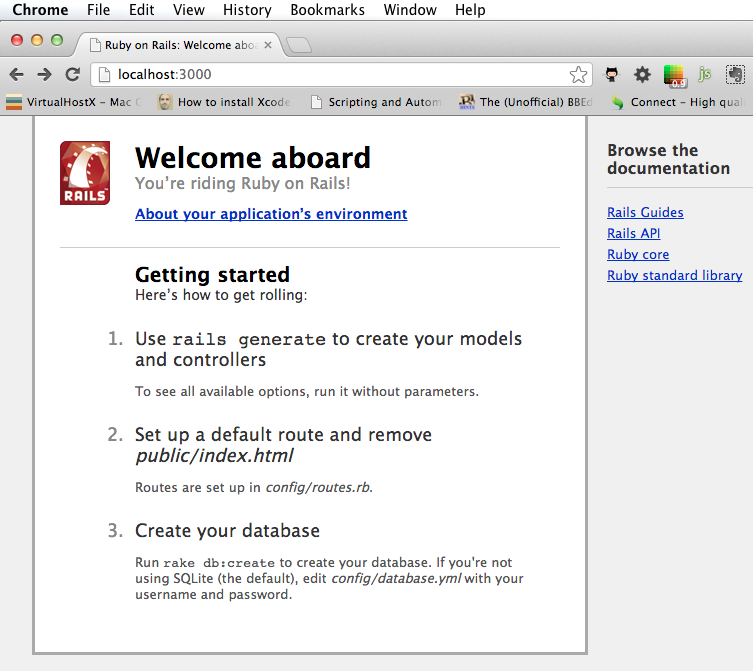 Chrome File Edit View History Bookmarks Window Help
Ruby on Rails: Welcome abo
localhost:3000
0.9
js
VirtualHostX – Mac
How to install Xcode
Scripting and Autom
The (Unofficial) BBEd
Connect – High qual
RAILS
Welcome aboard
You're riding Ruby on Rails!
About your application's environment
Getting started
Here's how to get rolling:
1. Use rails generate to create your models
and controllers
To see all available options, run it without parameters.
2. Set up a default route and remove
public/index.html
Routes are set up in config/routes.rb.
3. Create your database
Run rake db:create to create your database. If you're not
using SQLite (the default), edit config/database.yml with your
username and password.
Browse the
documentation
Rails Guides
Rails API
Ruby core
Ruby standard library